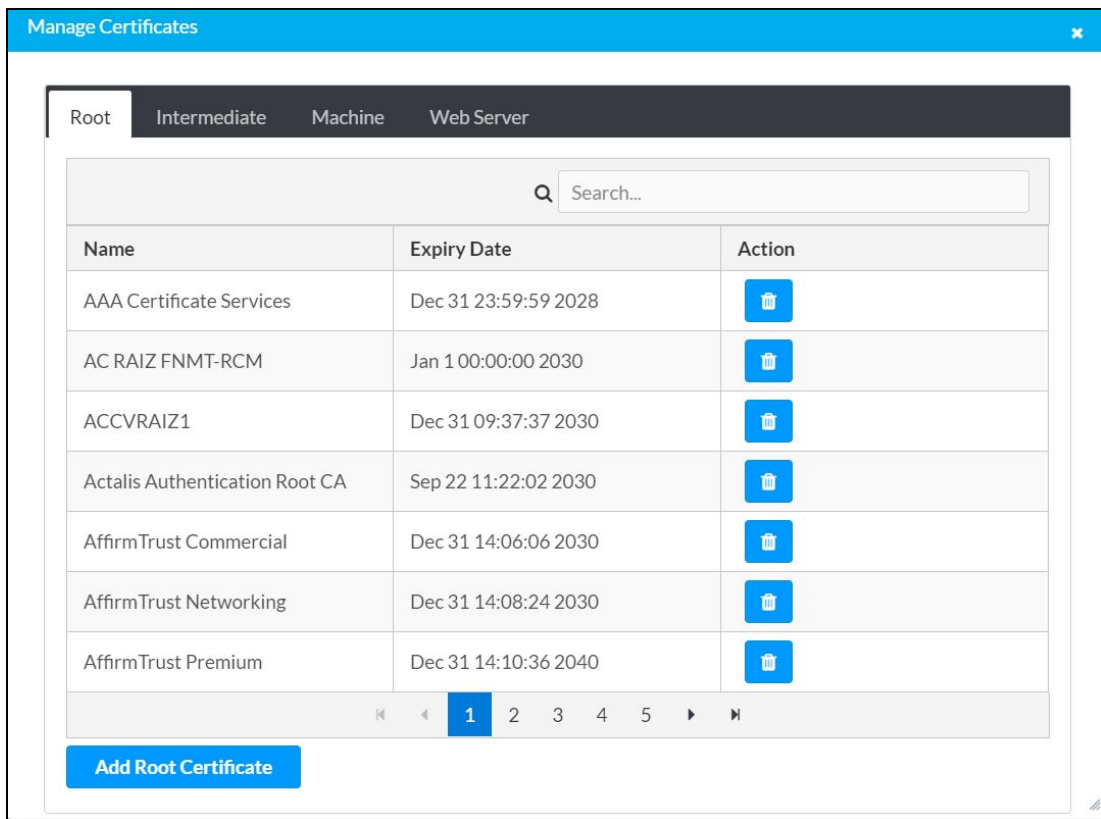 Manage Certificates
Root Intermediate Machine Web Server
Search...
Name Expiry Date Action
AAA Certificate Services Dec 31 23:59:59 2028
AC RAIZ FNMT-RCM Jan 1 00:00:00 2030
ACCVRAIZ1 Dec 31 09:37:37 2030
Actalis Authentication Root CA Sep 22 11:22:02 2030
AffirmTrust Commercial Dec 31 14:06:06 2030
AffirmTrust Networking Dec 31 14:08:24 2030
AffirmTrust Premium Dec 31 14:10:36 2040
1 2 3 4 5
Add Root Certificate